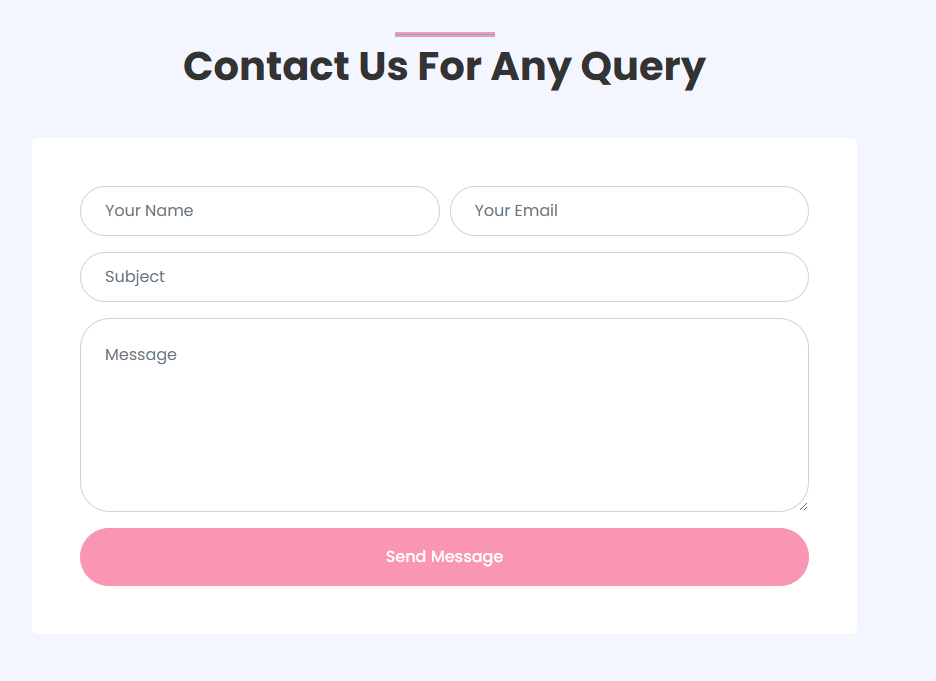 Contact Us For Any Query
Your Name Your Email
Subject
Message
Send Message